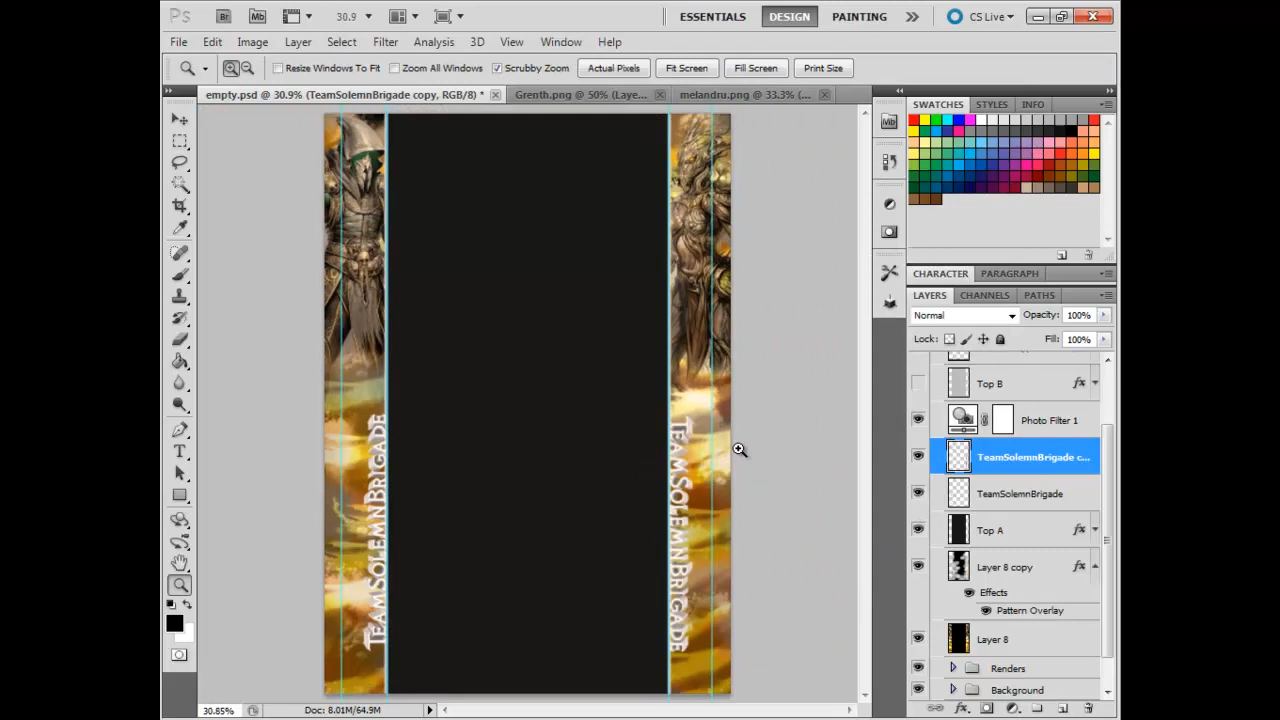 Ps Br Mb 30.9 ESSENTIALS DESIGN PAINTING CS Live
File Edit Image Layer Select Filter Analysis 3D View Window Help
Resize Windows To Fit Zoom All Windows Scrubby Zoom Actual Pixels Fit Screen Fill Screen Print Size
empty.psd @ 30.9% (TeamSolemnBrigade copy, RGB/8) * Grenth.png @ 50% (Laye... melandru.png @ 33.3% (...
SWATCHES STYLES INFO
Mb
CHARACTER PARAGRAPH
LAYERS CHANNELS PATHS
Normal Opacity: 100%
Lock: Fill: 100%
Top B fx
Photo Filter 1
TeamSolemnBrigade c...
TeamSolemnBrigade
Top A fx
Layer 8 copy fx
Effects
Pattern Overlay
Layer 8
Renders
Background
TEAMSOLEMNBRIGADE
TEAMSOLEMNBRIGADE
30.85% Doc: 8.01M/64.9M